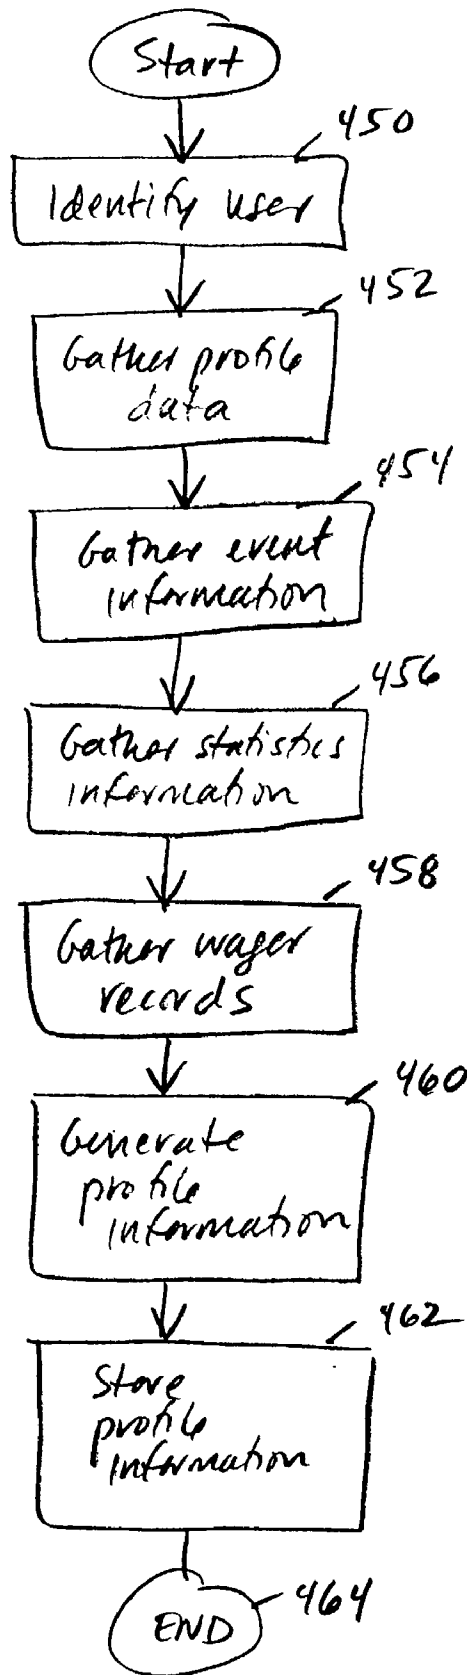 Start
450
Identify user
452
Gather profile
data
454
Gather event
information
456
Gather statistics
information
458
Gather wager
records
460
Generate
profile
information
462
Store
profile
information
464
END